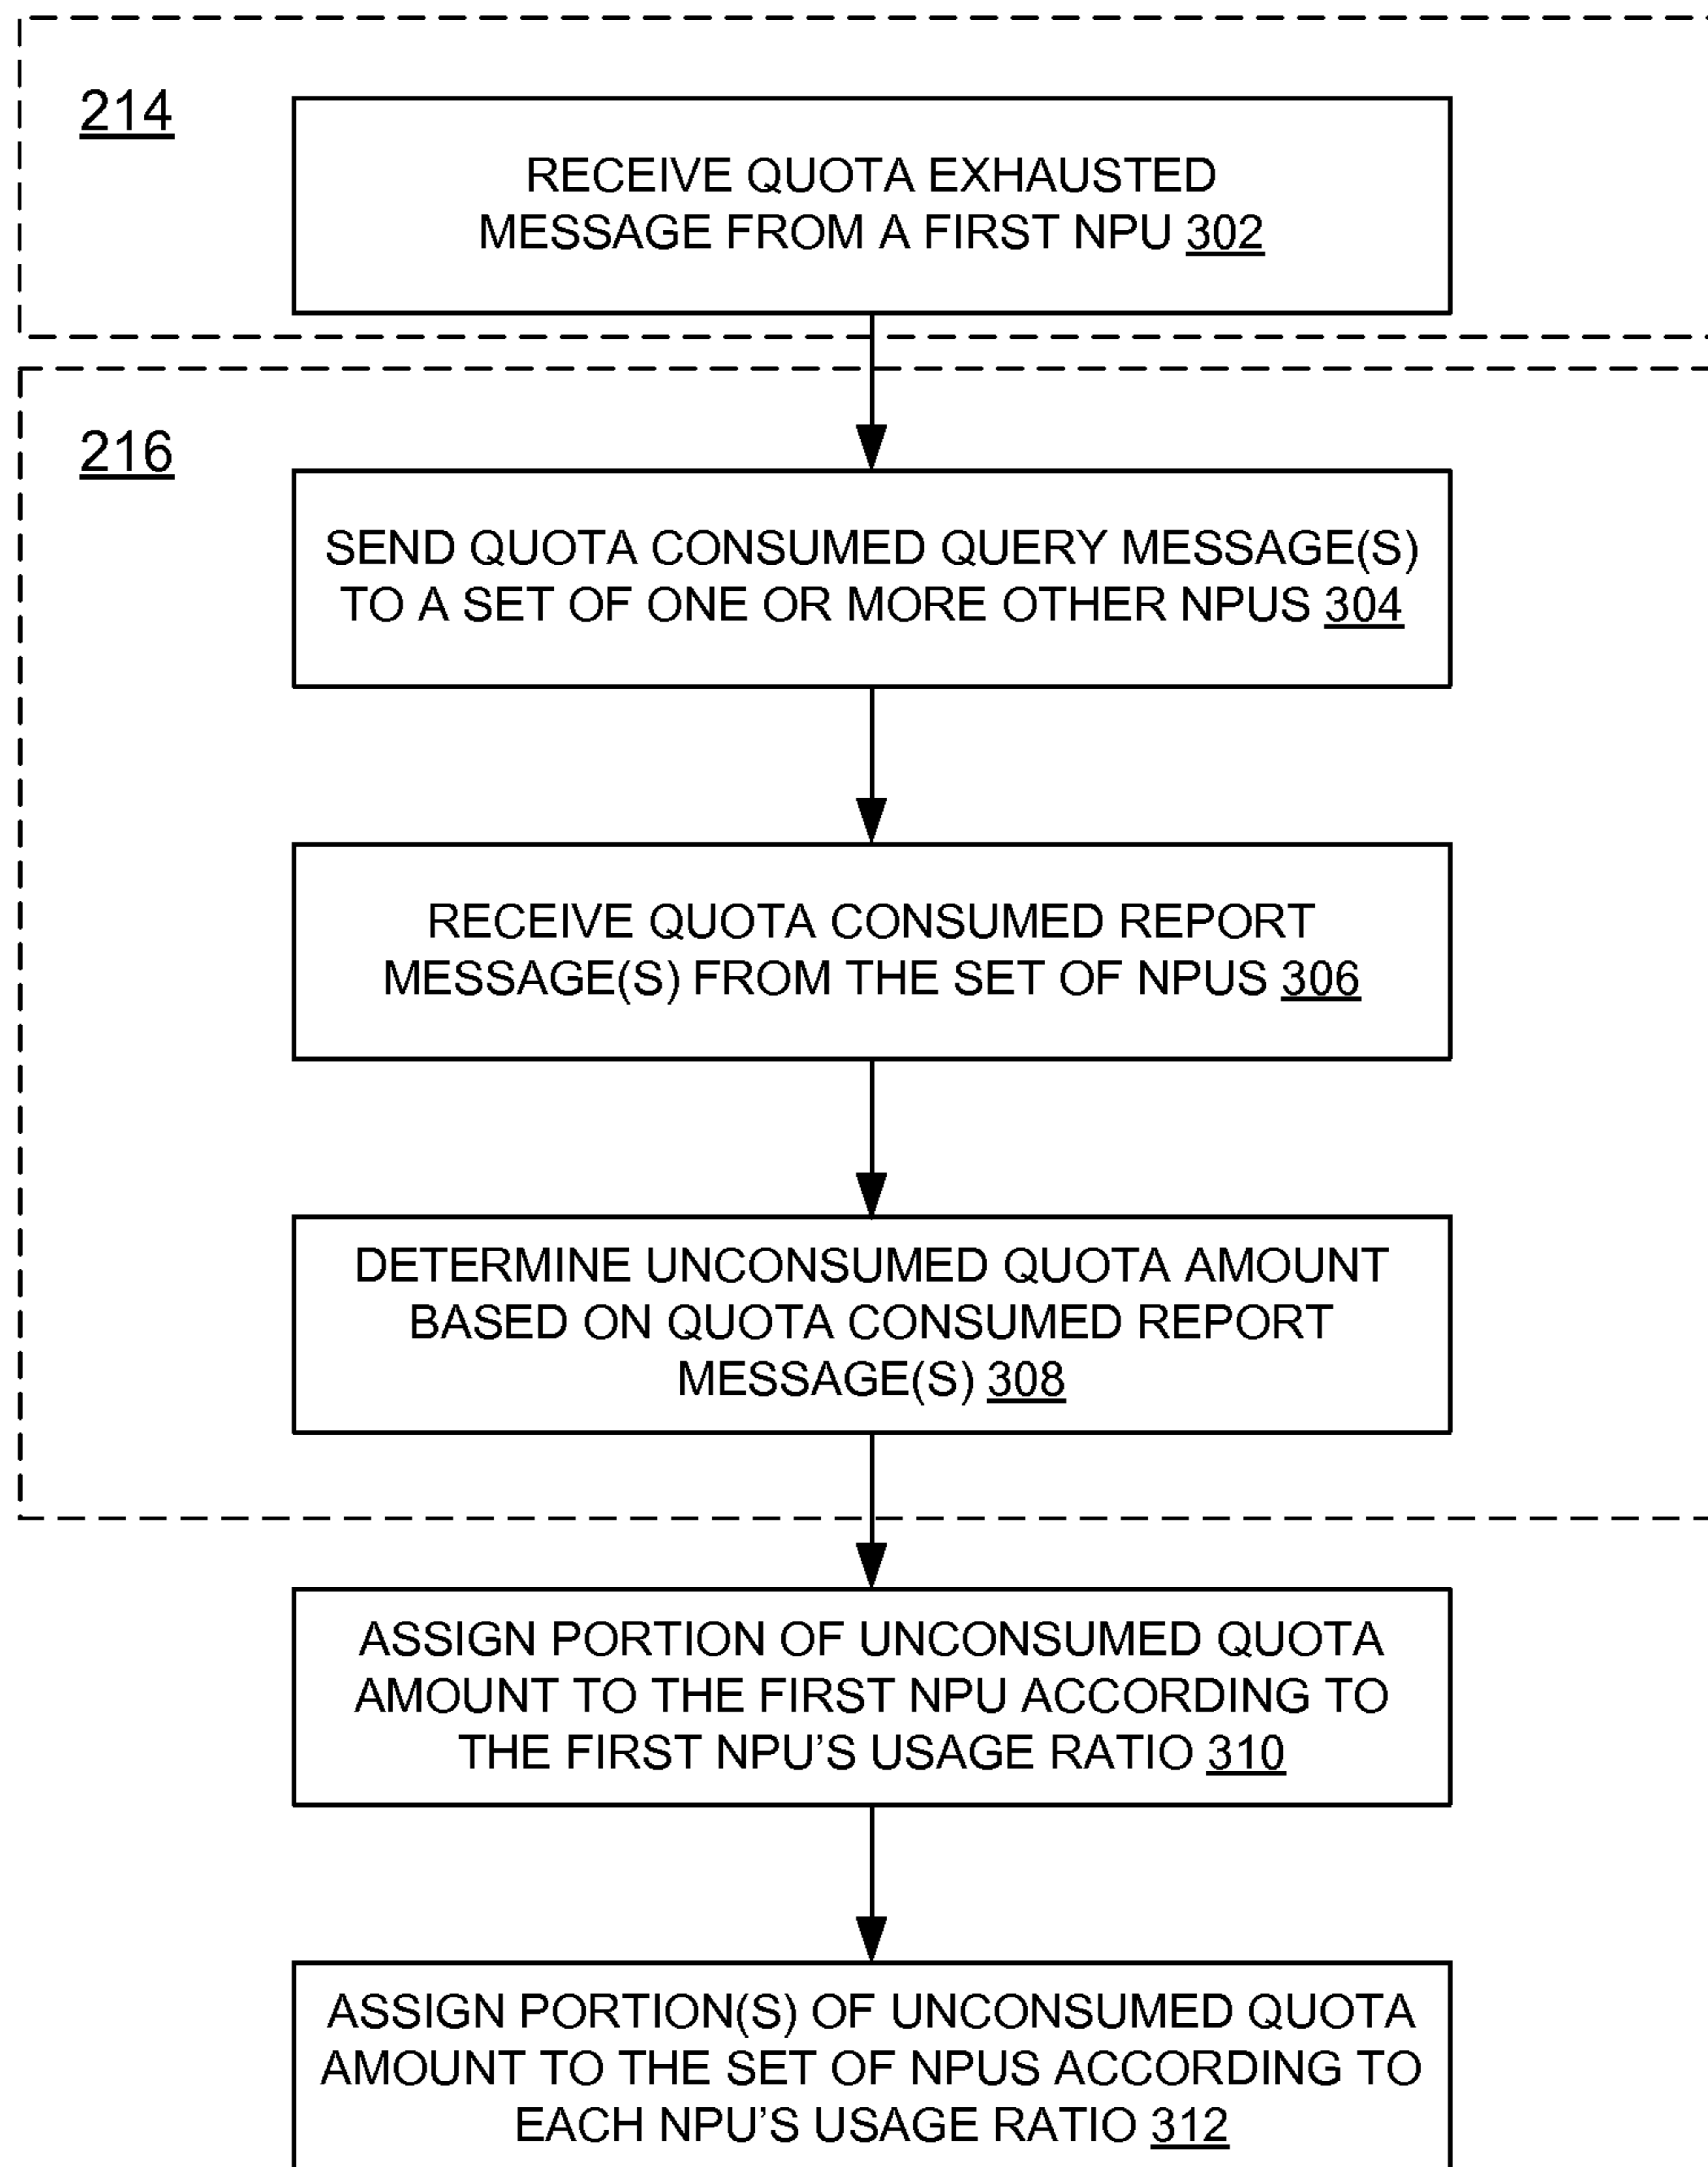 214
RECEIVE QUOTA EXHAUSTED
MESSAGE FROM A FIRST NPU 302
216
SEND QUOTA CONSUMED QUERY MESSAGE(S)
TO A SET OF ONE OR MORE OTHER NPUS 304
RECEIVE QUOTA CONSUMED REPORT
MESSAGE(S) FROM THE SET OF NPUS 306
DETERMINE UNCONSUMED QUOTA AMOUNT
BASED ON QUOTA CONSUMED REPORT
MESSAGE(S) 308
ASSIGN PORTION OF UNCONSUMED QUOTA
AMOUNT TO THE FIRST NPU ACCORDING TO
THE FIRST NPU’S USAGE RATIO 310
ASSIGN PORTION(S) OF UNCONSUMED QUOTA
AMOUNT TO THE SET OF NPUS ACCORDING TO
EACH NPU’S USAGE RATIO 312